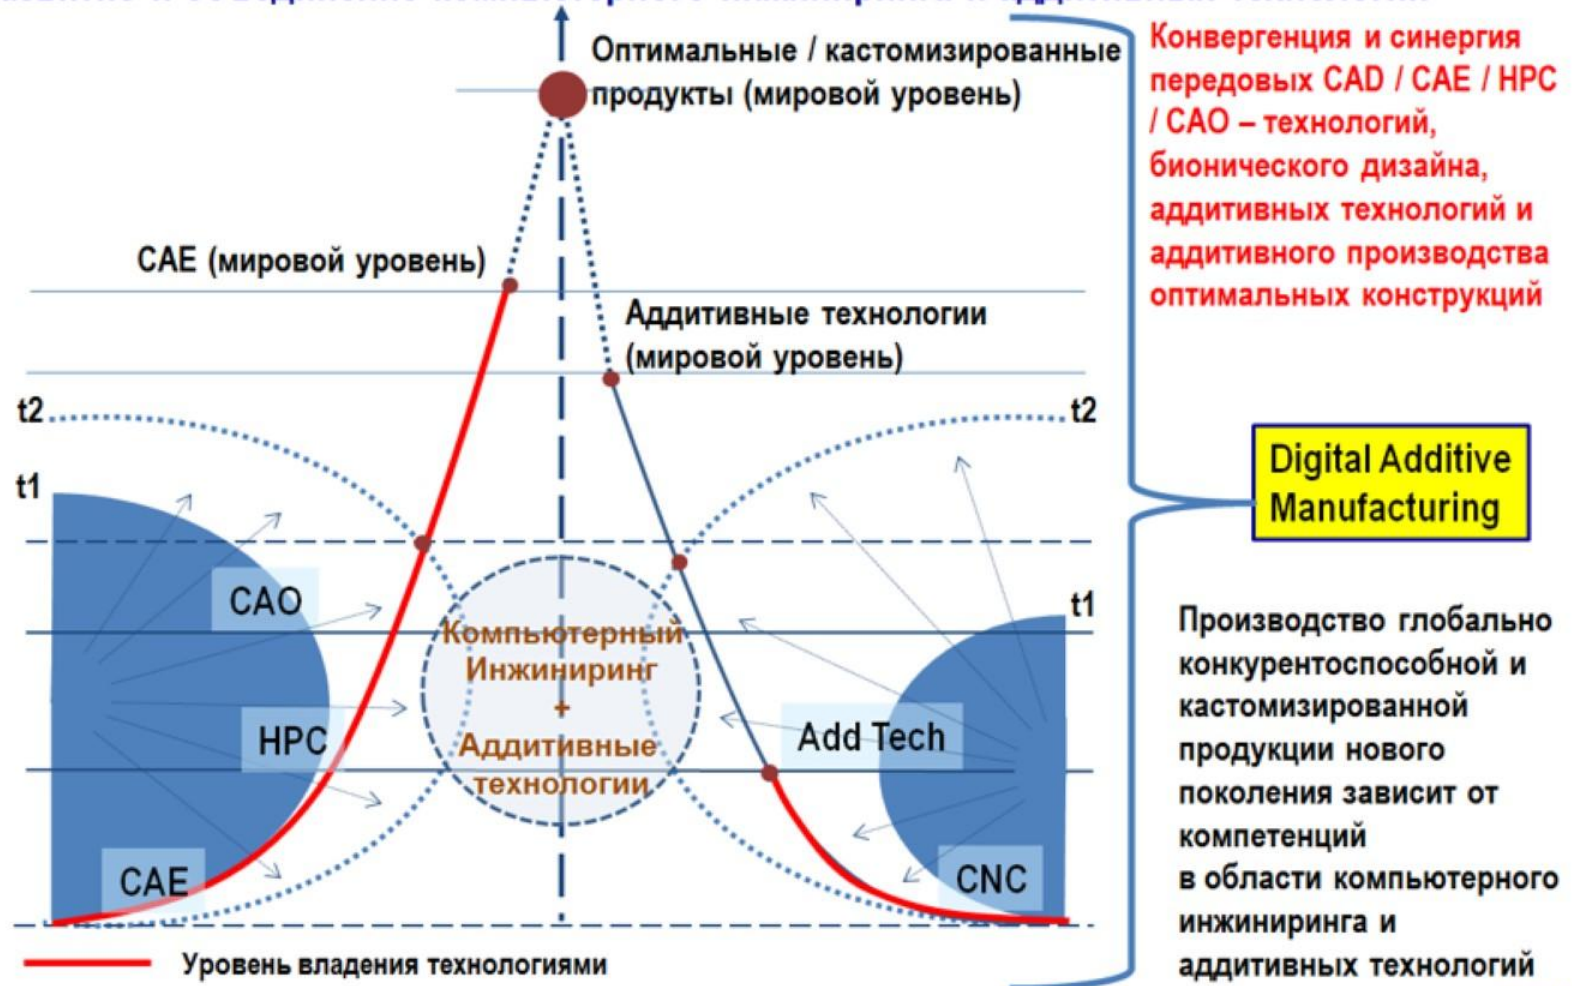 Оптимальные / кастомизированные
продукты (мировой уровень)
CAE (мировой уровень)
Аддитивные технологии
(мировой уровень)
t2
t1
t2
t1
CAO
HPC
CAE
Компьютерный
Инжиниринг
+
Аддитивные
технологии
Add Tech
CNC
Уровень владения технологиями
Конвергенция и синергия
передовых CAD / CAE / HPC
/ CAO – технологий,
бионического дизайна,
аддитивных технологий и
аддитивного производства
оптимальных конструкций
Digital Additive
Manufacturing
Производство глобально
конкурентоспособной и
кастомизированной
продукции нового
поколения зависит от
компетенций
в области компьютерного
инжиниринга и
аддитивных технологий